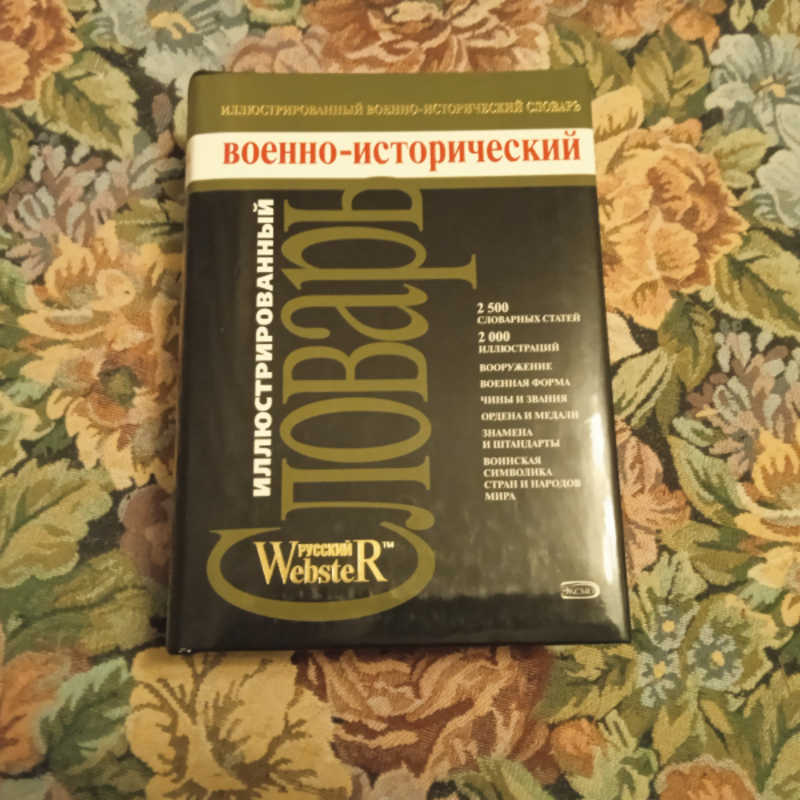 ИЛЛЮСТРИРОВАННЫЙ ВОЕННО-ИСТОРИЧЕСКИЙ СЛОВАРЬ
ВОЕННО-ИСТОРИЧЕСКИЙ
ИЛЛЮСТРИРОВАННЫЙ
Словарь
2 500
СЛОВАРНЫХ СТАТЕЙ
2 000
ИЛЛЮСТРАЦИЙ
ВООРУЖЕНИЕ
ВОЕННАЯ ФОРМА
ЧИНЫ И ЗВАНИЯ
ОРДЕНА И МЕДАЛИ
ЗНАМЕНА
И ШТАНДАРТЫ
ВОИНСКАЯ
СИМВОЛИКА
СТРАН И НАРОДОВ
МИРА
РУССКИЙ
WebsteR™
ЭКСМО